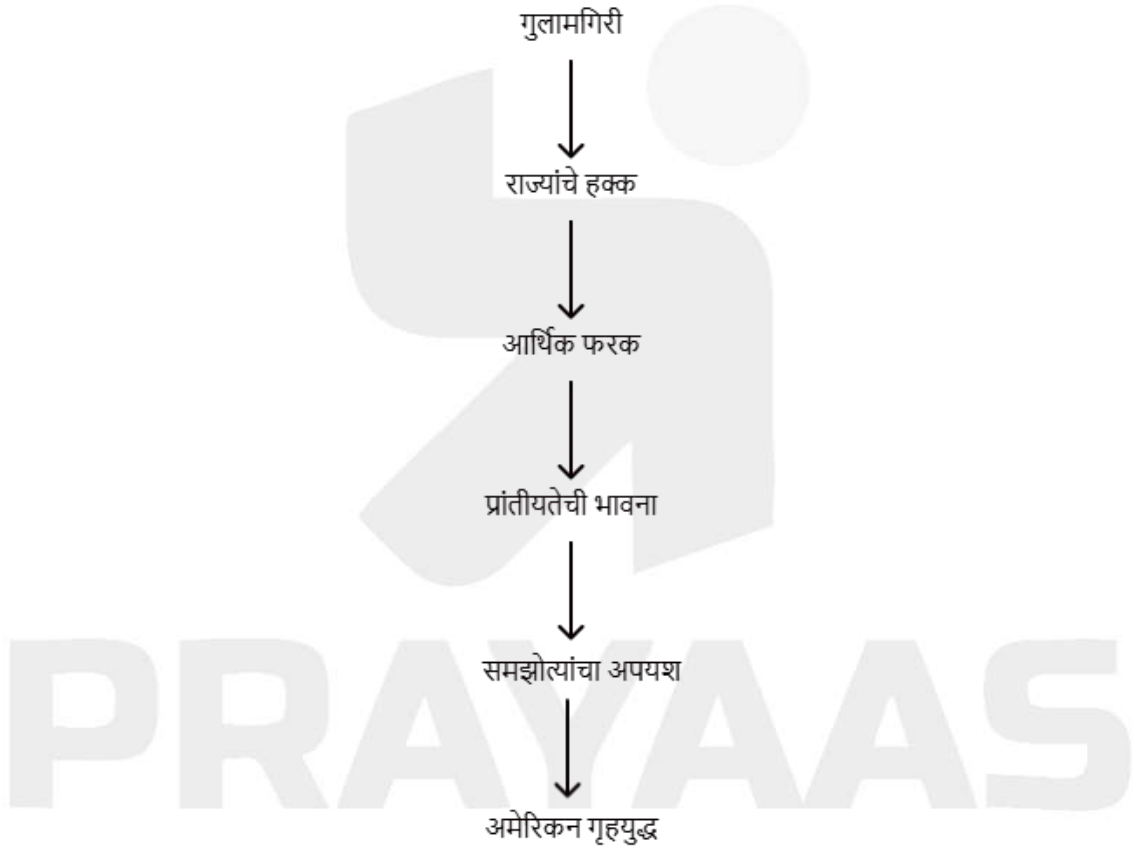 गुलामगिरी
राज्यांचे हक्क
आर्थिक फरक
प्रांतीयतेची भावना
समझोत्यांचा अपयश
अमेरिकन गृहयुद्ध
PRAYAAS